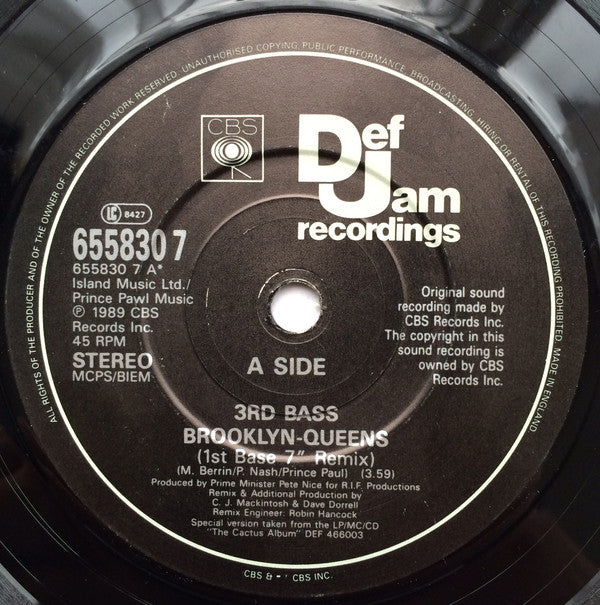 ALL RIGHTS OF THE PRODUCER AND OF THE OWNER OF THE RECORDED WORK RESERVED. UNAUTHORISED COPYING, PUBLIC PERFORMANCE, BROADCASTING, HIRING OR RENTAL OF THIS RECORDING PROHIBITED. MADE IN ENGLAND
CBS
Def
Jam
recordings
LC 8427
655830 7
655830 7 A*
Island Music Ltd./
Prince Pawl Music
℗ 1989 CBS
Records Inc.
45 RPM
STEREO
MCPS/BIEM
Original sound
recording made by
CBS Records Inc.
The copyright in this
sound recording is
owned by CBS
Records Inc.
A SIDE
3RD BASS
BROOKLYN-QUEENS
(1st Base 7" Remix)
(M. Berrin/P. Nash/Prince Paul) (3.59)
Produced by Prime Minister Pete Nice for R.I.F. Productions
Remix & Additional Production by
C. J. Mackintosh & Dave Dorrell
Remix Engineer: Robin Hancock
Special version taken from the LP/MC/CD
"The Cactus Album" DEF 466003
CBS & CBS INC.